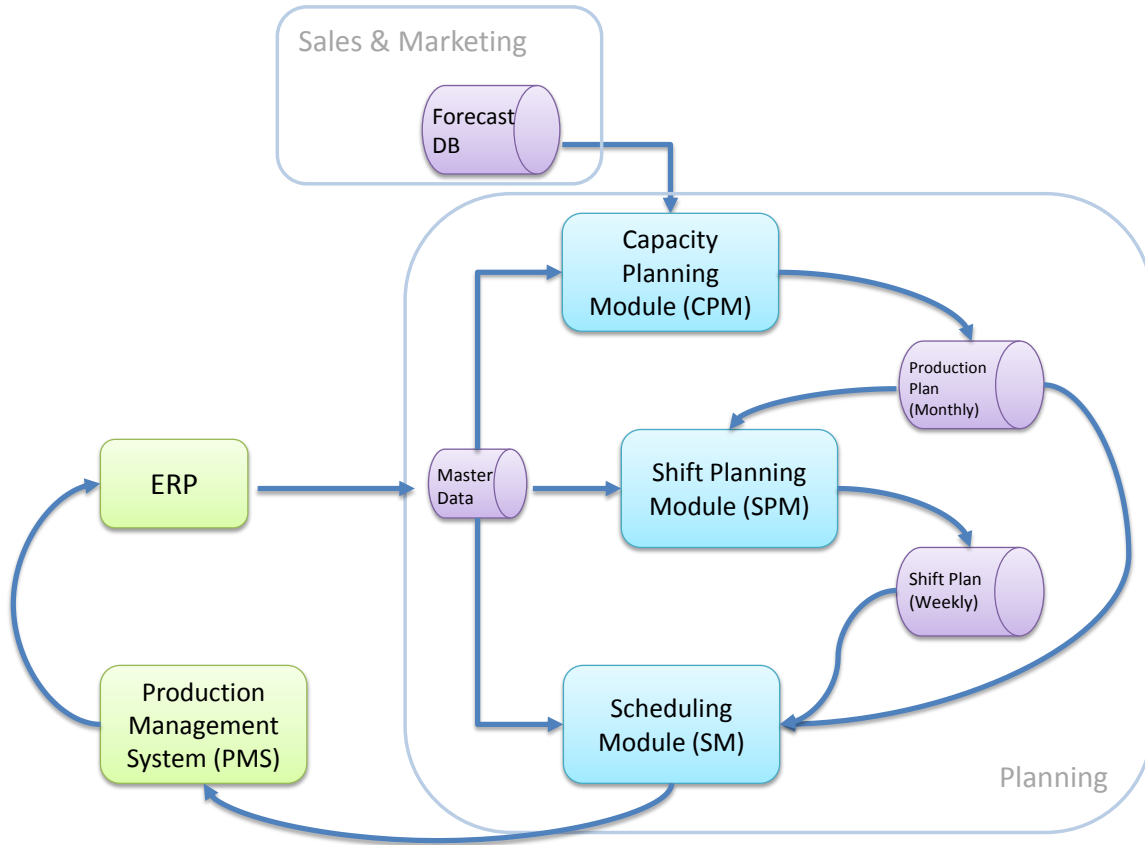 Sales & Marketing
Forecast
DB
Capacity
Planning
Module (CPM)
Production
Plan
(Monthly)
ERP
Master
Data
Shift Planning
Module (SPM)
Shift Plan
(Weekly)
Production
Management
System (PMS)
Scheduling
Module (SM)
Planning